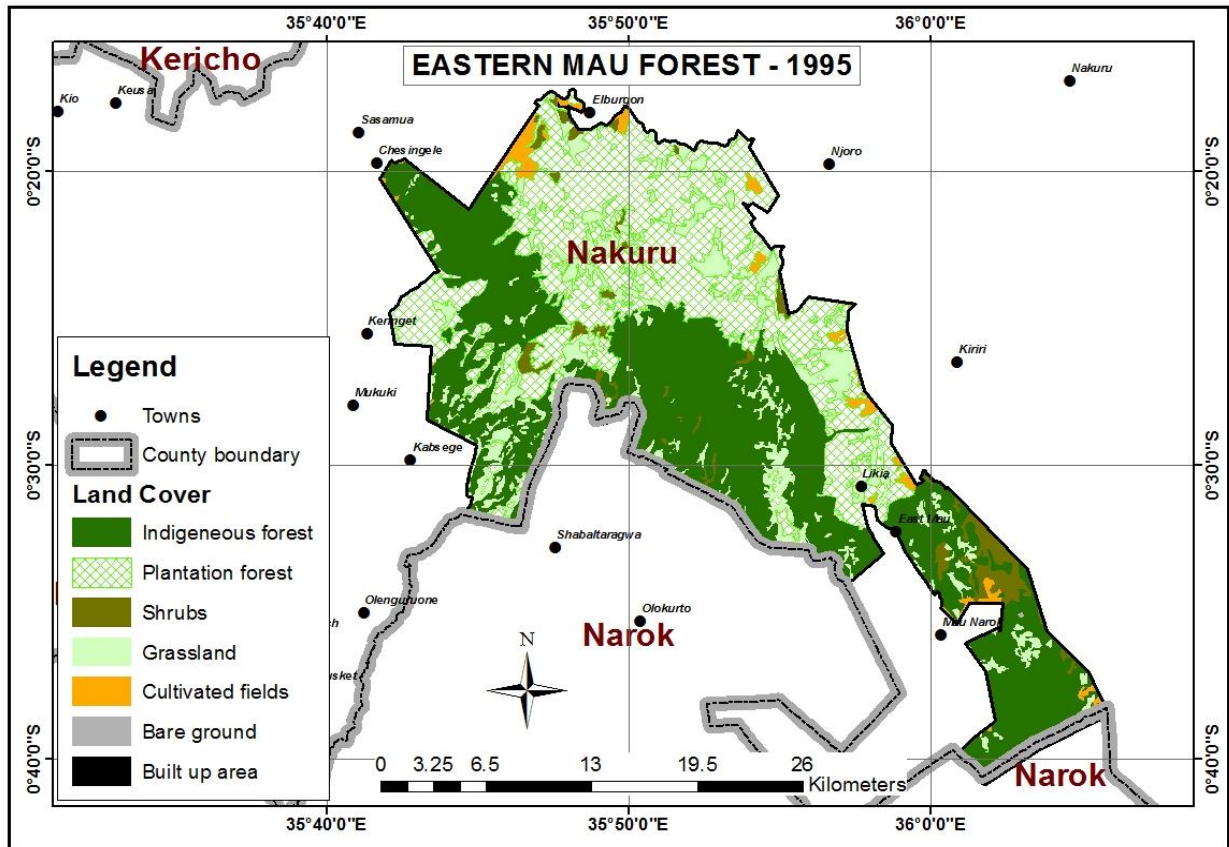 35°40'0"E 35°50'0"E 36°0'0"E
EASTERN MAU FOREST - 1995
Kericho
Nakuru
Kio
Keusa
Elburgon
Sasamua
Chesingele
Njoro
0°20'0"S 0°20'0"S
Nakuru
Keringet
Kiriri
Mukuki
Kabsege
0°30'0"S 0°30'0"S
Likia
East Mau
Shabaltaragwa
Olenguruone
Olokurto
Mau Narok
ch
Narok
usket
N
Legend
Towns
County boundary
Land Cover
Indigeneous forest
Plantation forest
Shrubs
Grassland
Cultivated fields
Bare ground
Built up area
0 3.25 6.5 13 19.5 26
Kilometers
0°40'0"S 0°40'0"S
Narok
35°40'0"E 35°50'0"E 36°0'0"E